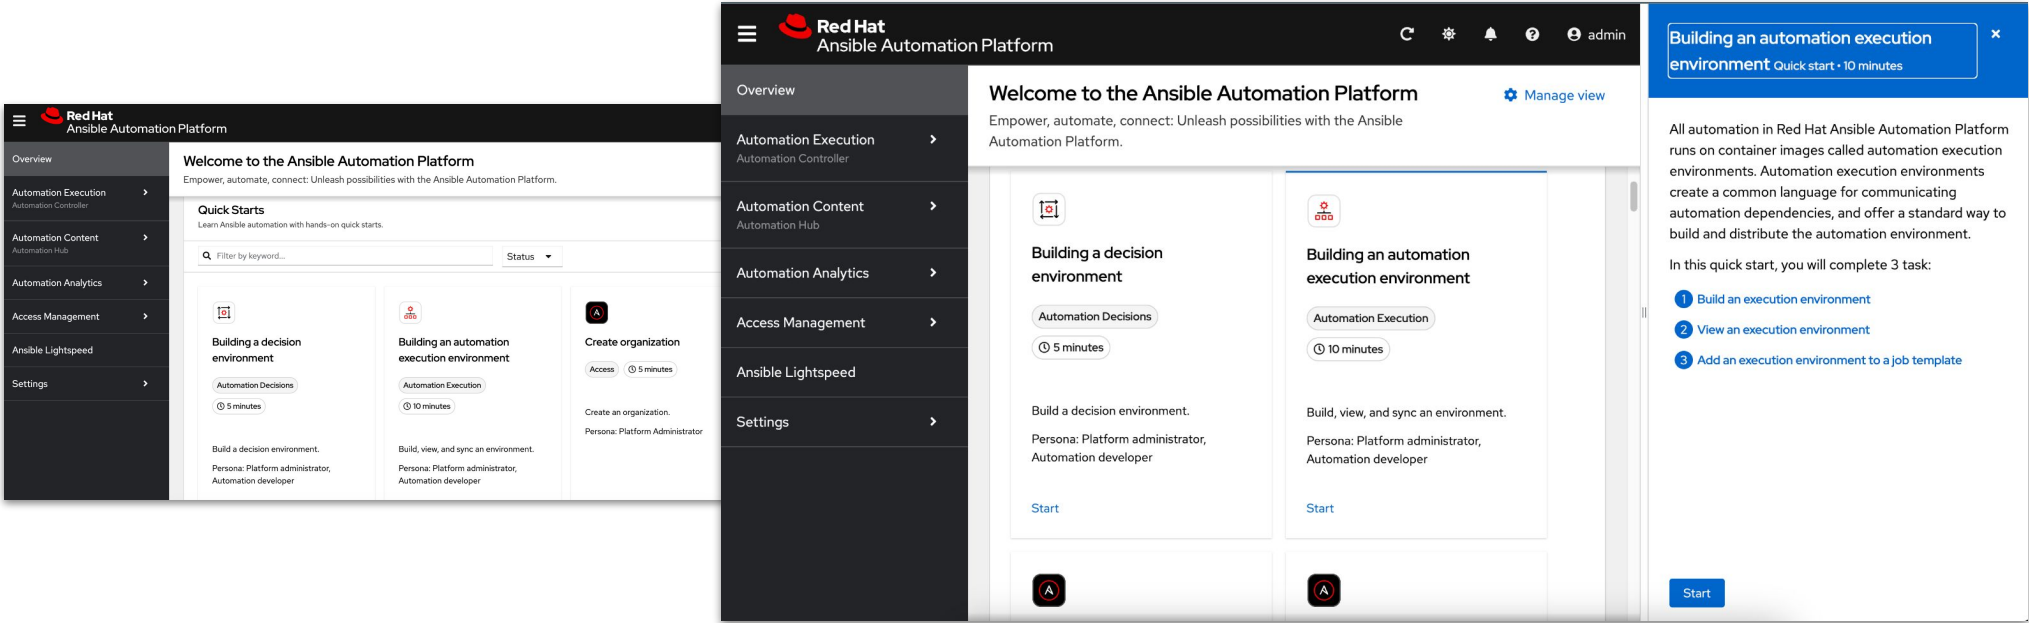 Red Hat
Ansible Automation Platform
Overview
Automation Execution
Automation Controller
Automation Content
Automation Hub
Automation Analytics
Access Management
Ansible Lightspeed
Settings
Welcome to the Ansible Automation Platform
Empower, automate, connect: Unleash possibilities with the Ansible Automation Platform.
Quick Starts
Learn Ansible automation with hands-on quick starts.
Filter by keyword...
Status
Building a decision
environment
Automation Decisions
5 minutes
Build a decision environment.
Persona: Platform administrator,
Automation developer
Building an automation
execution environment
Automation Execution
10 minutes
Build, view, and sync an environment.
Persona: Platform administrator,
Automation developer
Create organization
Access
5 minutes
Create an organization.
Persona: Platform Administrator
Red Hat
Ansible Automation Platform
admin
Overview
Automation Execution
Automation Controller
Automation Content
Automation Hub
Automation Analytics
Access Management
Ansible Lightspeed
Settings
Welcome to the Ansible Automation Platform
Manage view
Empower, automate, connect: Unleash possibilities with the Ansible
Automation Platform.
Building a decision
environment
Automation Decisions
5 minutes
Build a decision environment.
Persona: Platform administrator,
Automation developer
Start
Building an automation
execution environment
Automation Execution
10 minutes
Build, view, and sync an environment.
Persona: Platform administrator,
Automation developer
Start
Building an automation execution
environment Quick start • 10 minutes
All automation in Red Hat Ansible Automation Platform
runs on container images called automation execution
environments. Automation execution environments
create a common language for communicating
automation dependencies, and offer a standard way to
build and distribute the automation environment.
In this quick start, you will complete 3 task:
1 Build an execution environment
2 View an execution environment
3 Add an execution environment to a job template
Start